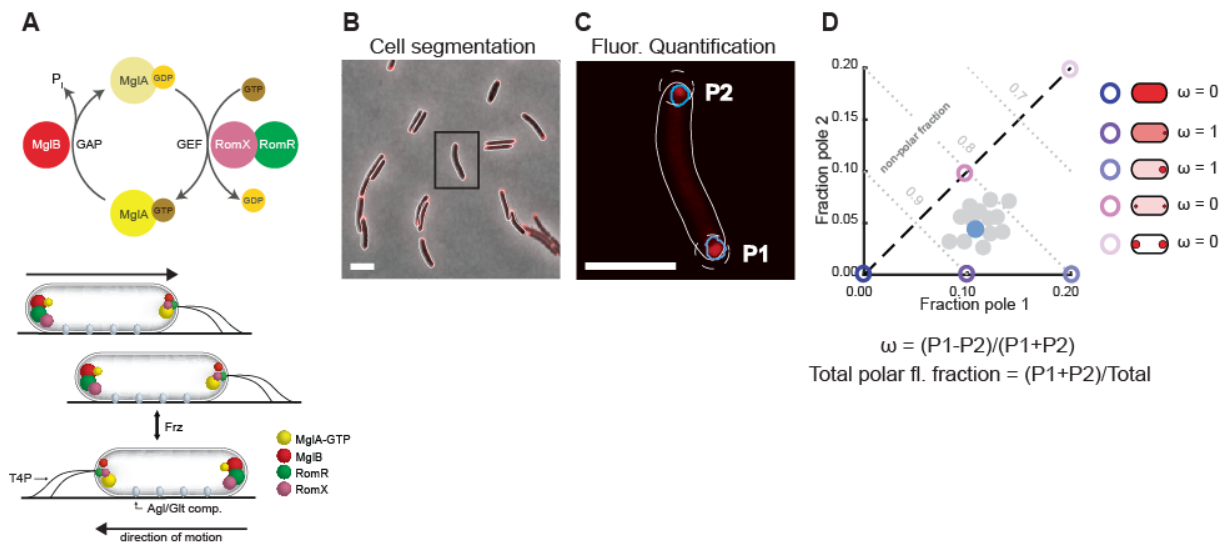 A
B
C
D
Cell segmentation
Fluor. Quantification
Pi
MglA
GDP
GTP
MglB
GAP
GEF
RomX
RomR
MglA
GTP
GDP
P2
P1
Fraction pole 2
0.20
0.15
0.10
0.05
0.00
0.00
0.10
0.20
Fraction pole 1
non-polar fraction
0.7
0.8
0.9
ω = 0
ω = 1
ω = 1
ω = 0
ω = 0
ω = (P1-P2)/(P1+P2)
Total polar fl. fraction = (P1+P2)/Total
Frz
MglA-GTP
MglB
RomR
RomX
T4P
Agl/Glt comp.
direction of motion